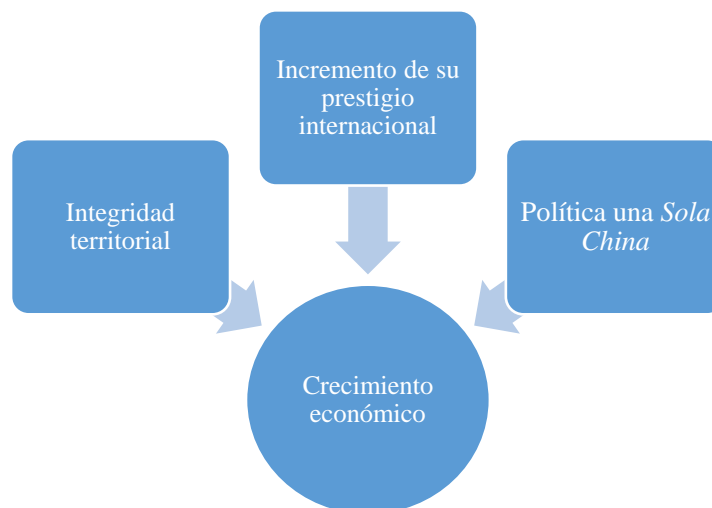 Incremento de su
prestigio
internacional
Integridad
territorial
Política una Sola
China
Crecimiento
económico